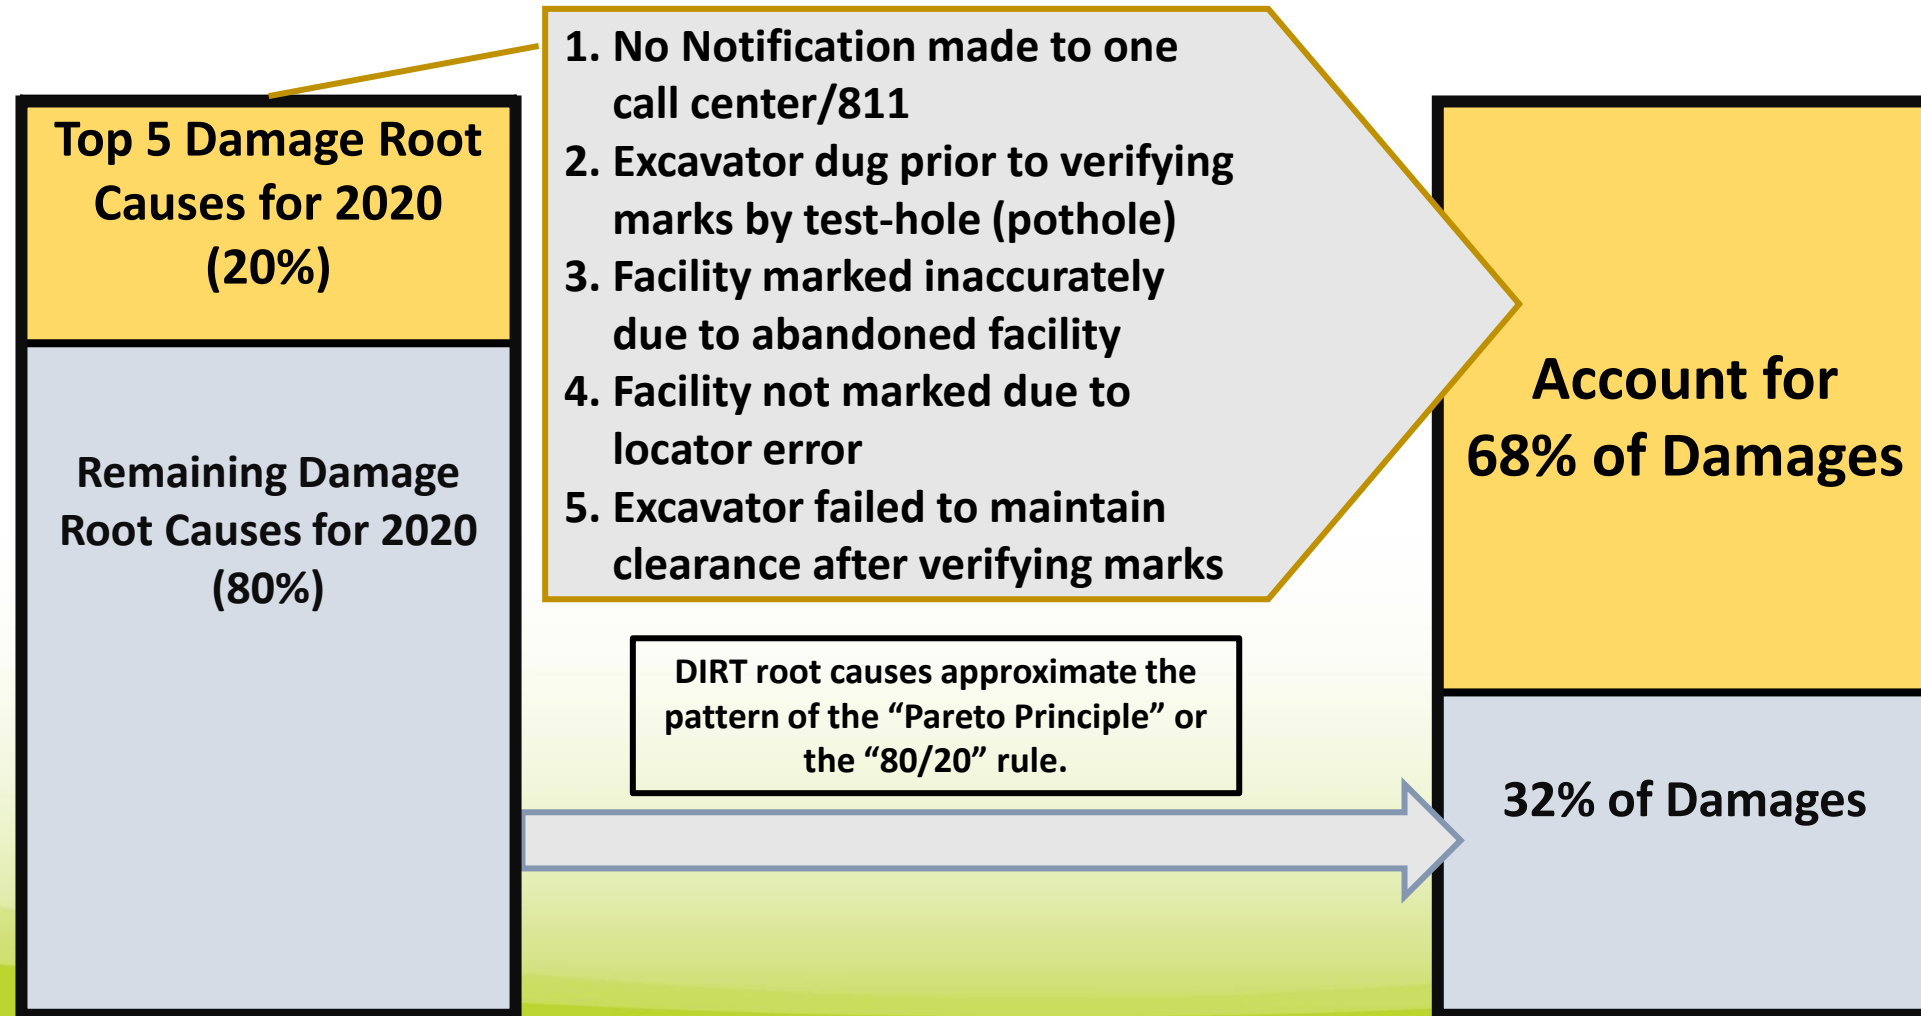 Top 5 Damage Root
Causes for 2020
(20%)
Remaining Damage
Root Causes for 2020
(80%)
1. No Notification made to one
call center/811
2. Excavator dug prior to verifying
marks by test-hole (pothole)
3. Facility marked inaccurately
due to abandoned facility
4. Facility not marked due to
locator error
5. Excavator failed to maintain
clearance after verifying marks
DIRT root causes approximate the
pattern of the “Pareto Principle” or
the “80/20” rule.
Account for
68% of Damages
32% of Damages